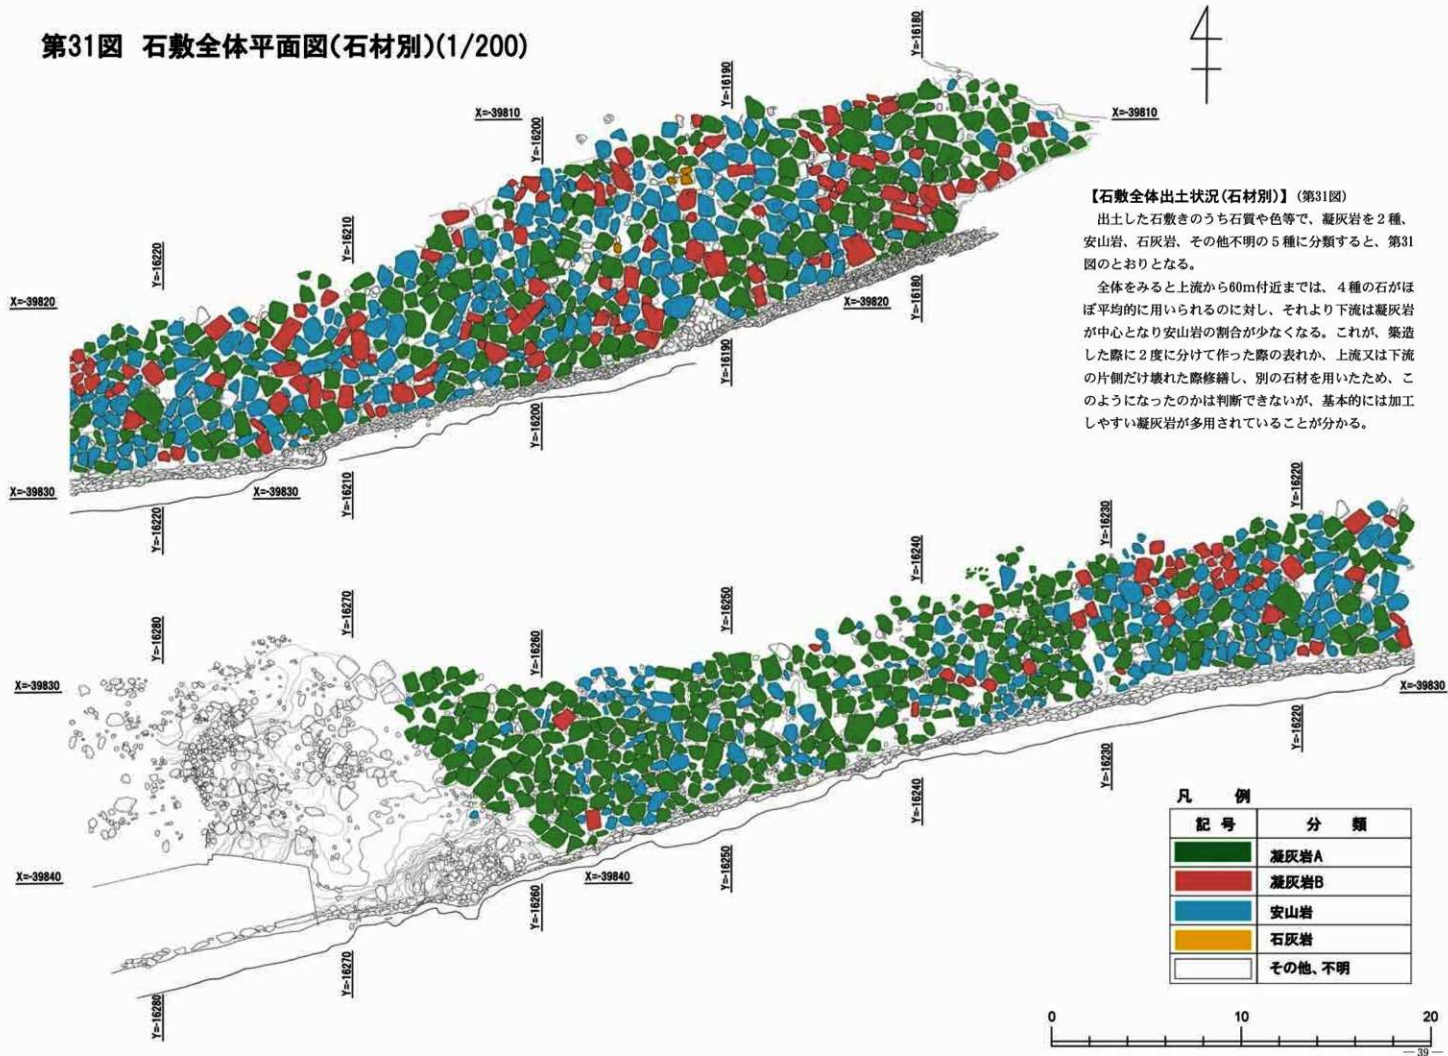 第31図 石敷全体平面図(石材別)(1/200)
Y=-16180
Y=-16190
X=-39810
Y=-16200
X=-39810
Y=-16210
Y=-16220
X=-39820
X=-39820
Y=-16180
Y=-16190
Y=-16200
X=-39830
X=-39830
Y=-16210
Y=-16220
【石敷全体出土状況(石材別)】(第31図)
出土した石敷きのうち石質や色等で、凝灰岩を2種、
安山岩、石灰岩、その他不明の5種に分類すると、第31
図のとおりとなる。
全体をみると上流から60m付近までは、4種の石がほ
ぼ平均的に用いられるのに対し、それより下流は凝灰岩
が中心となり安山岩の割合が少なくなる。これが、築造
した際に2度に分けて作った際の表れか、上流又は下流
の片側だけ壊れた際修繕し、別の石材を用いたため、こ
のようになったのかは判断できないが、基本的には加工
しやすい凝灰岩が多用されていることが分かる。
Y=-16220
Y=-16230
Y=-16240
Y=-16250
Y=-16260
Y=-16270
Y=-16280
X=-39830
X=-39830
Y=-16220
Y=-16230
Y=-16240
Y=-16250
X=-39840
X=-39840
Y=-16260
Y=-16270
Y=-16280
凡 例
記 号 分 類
凝灰岩A
凝灰岩B
安山岩
石灰岩
その他、不明
0 10 20
— 39 —